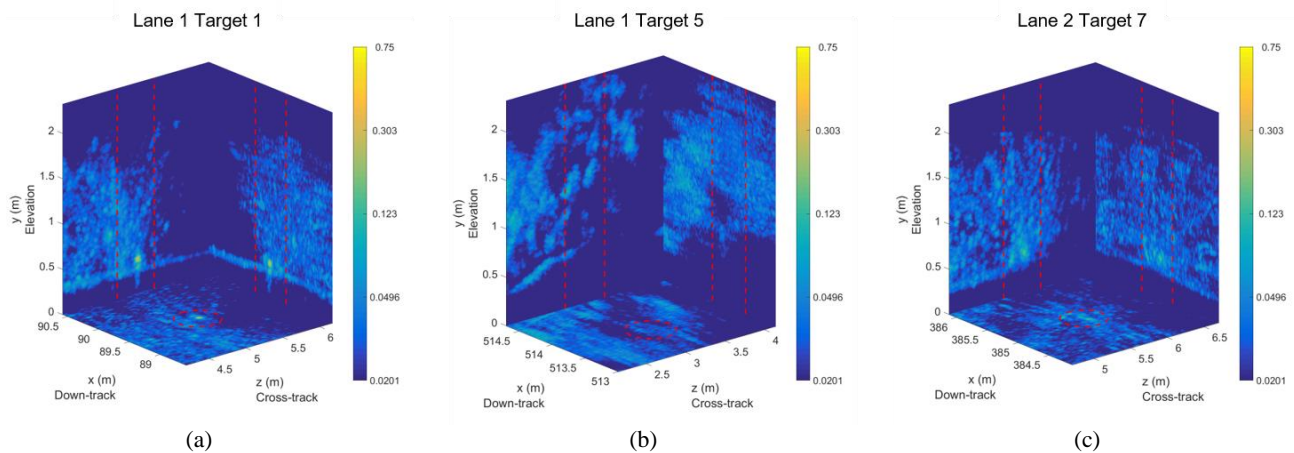 Lane 1 Target 1
0.75
0.303
0.123
0.0496
0.0201
2
1.5
1
0.5
0
y (m)
Elevation
90.5
90
89.5
89
x (m)
Down-track
4.5
5
5.5
6
z (m)
Cross-track
(a)
Lane 1 Target 5
0.75
0.303
0.123
0.0496
0.0201
2
1.5
1
0.5
0
y (m)
Elevation
514.5
514
513.5
513
x (m)
Down-track
2.5
3
3.5
4
z (m)
Cross-track
(b)
Lane 2 Target 7
0.75
0.303
0.123
0.0496
0.0201
2
1.5
1
0.5
0
y (m)
Elevation
386
385.5
385
384.5
x (m)
Down-track
5
5.5
6
6.5
z (m)
Cross-track
(c)